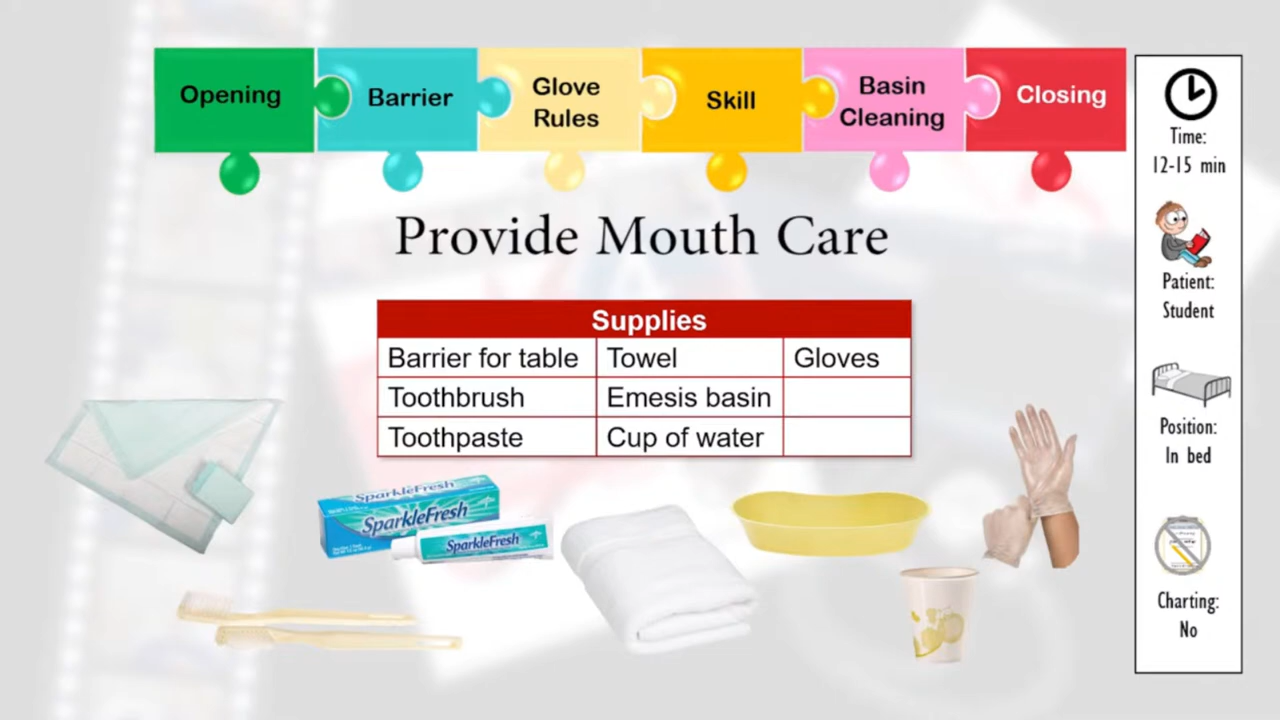 Opening
Barrier
Glove
Rules
Skill
Basin
Cleaning
Closing
Provide Mouth Care
Supplies
Barrier for table Towel Gloves
Toothbrush Emesis basin
Toothpaste Cup of water
SparkleFresh
SparkleFresh
SparkleFresh
Time:
12-15 min
Patient:
Student
Position:
In bed
Charting:
No